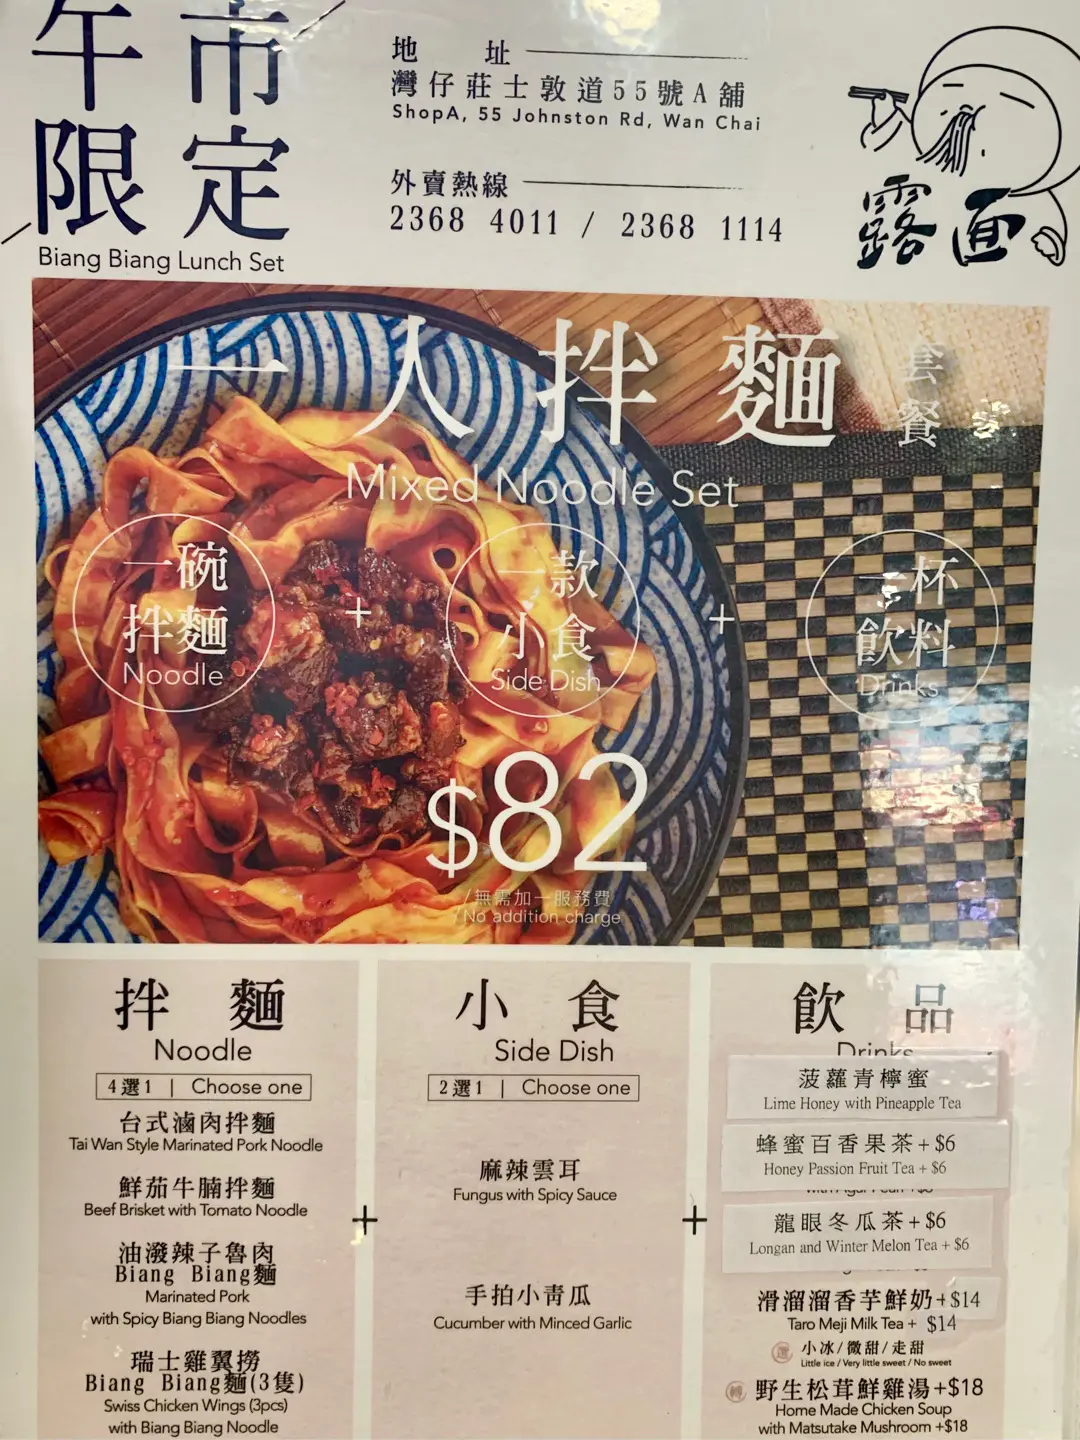 午市
限定
Biang Biang Lunch Set
地 址
灣仔莊士敦道55號A舖
ShopA, 55 Johnston Rd, Wan Chai
外賣熱線
2368 4011 / 2368 1114
露面
一人拌麵 套餐
Mixed Noodle Set
一碗
拌麵
Noodle
+
一款
小食
Side Dish
+
一杯
飲料
Drinks
$82
/無需加一服務費
/No addition charge
拌麵
Noodle
4選1 | Choose one
台式滷肉拌麵
Tai Wan Style Marinated Pork Noodle
鮮茄牛腩拌麵
Beef Brisket with Tomato Noodle
油潑辣子魯肉
Biang Biang麵
Marinated Pork
with Spicy Biang Biang Noodles
瑞士雞翼撈
Biang Biang麵(3隻)
Swiss Chicken Wings (3pcs)
with Biang Biang Noodle
+
小食
Side Dish
2選1 | Choose one
麻辣雲耳
Fungus with Spicy Sauce
手拍小青瓜
Cucumber with Minced Garlic
+
飲品
Drinks
菠蘿青檸蜜
Lime Honey with Pineapple Tea
蜂蜜百香果茶+$6
Honey Passion Fruit Tea + $6
龍眼冬瓜茶+$6
Longan and Winter Melon Tea + $6
滑溜溜香芋鮮奶+$14
Taro Meji Milk Tea + $14
小冰/微甜/走甜
Little ice / Very little sweet / No sweet
野生松茸鮮雞湯+$18
Home Made Chicken Soup
with Matsutake Mushroom +$18